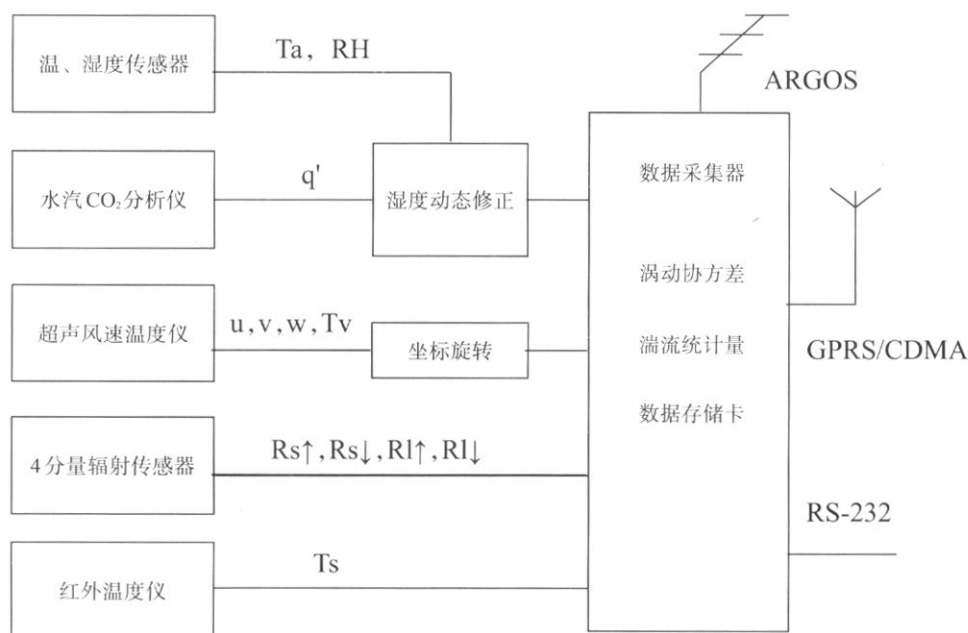 温、湿度传感器
Ta, RH
ARGOS
水汽CO₂分析仪
q'
湿度动态修正
数据采集器
涡动协方差
超声风速温度仪
u,v,w,Tv
坐标旋转
湍流统计量
GPRS/CDMA
数据存储卡
4分量辐射传感器
Rs↑,Rs↓,Rl↑,Rl↓
RS-232
红外温度仪
Ts